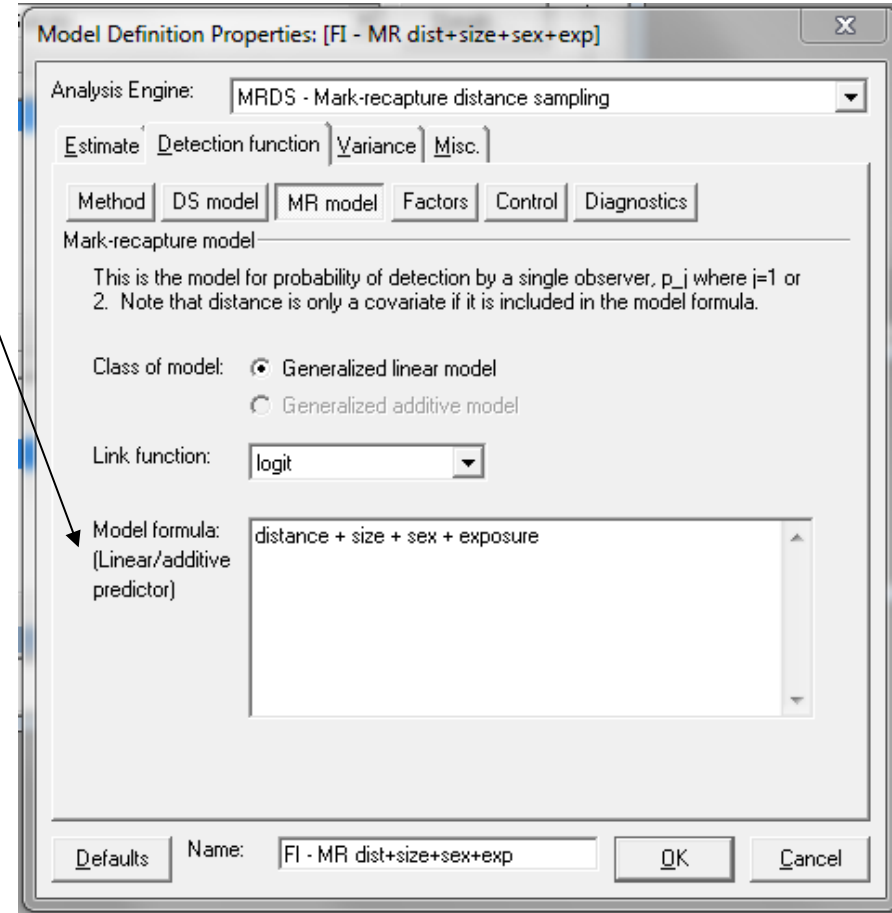 Model Definition Properties: [FI - MR dist+size+sex+exp]
Analysis Engine: MRDS - Mark-recapture distance sampling
Estimate Detection function Variance Misc.
Method DS model MR model Factors Control Diagnostics
Mark-recapture model
This is the model for probability of detection by a single observer, p_j where j=1 or
2. Note that distance is only a covariate if it is included in the model formula.
Class of model: Generalized linear model
Generalized additive model
Link function: logit
Model formula: distance + size + sex + exposure
(Linear/additive
predictor)
Defaults Name: FI - MR dist+size+sex+exp OK Cancel